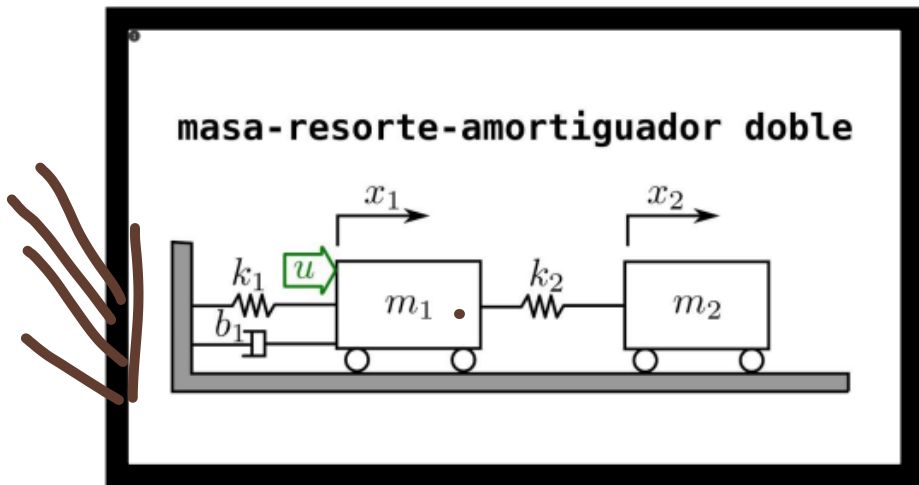 masa-resorte-amortiguador doble
x₁ x₂
u k₁ k₂
b₁ m₁ m₂